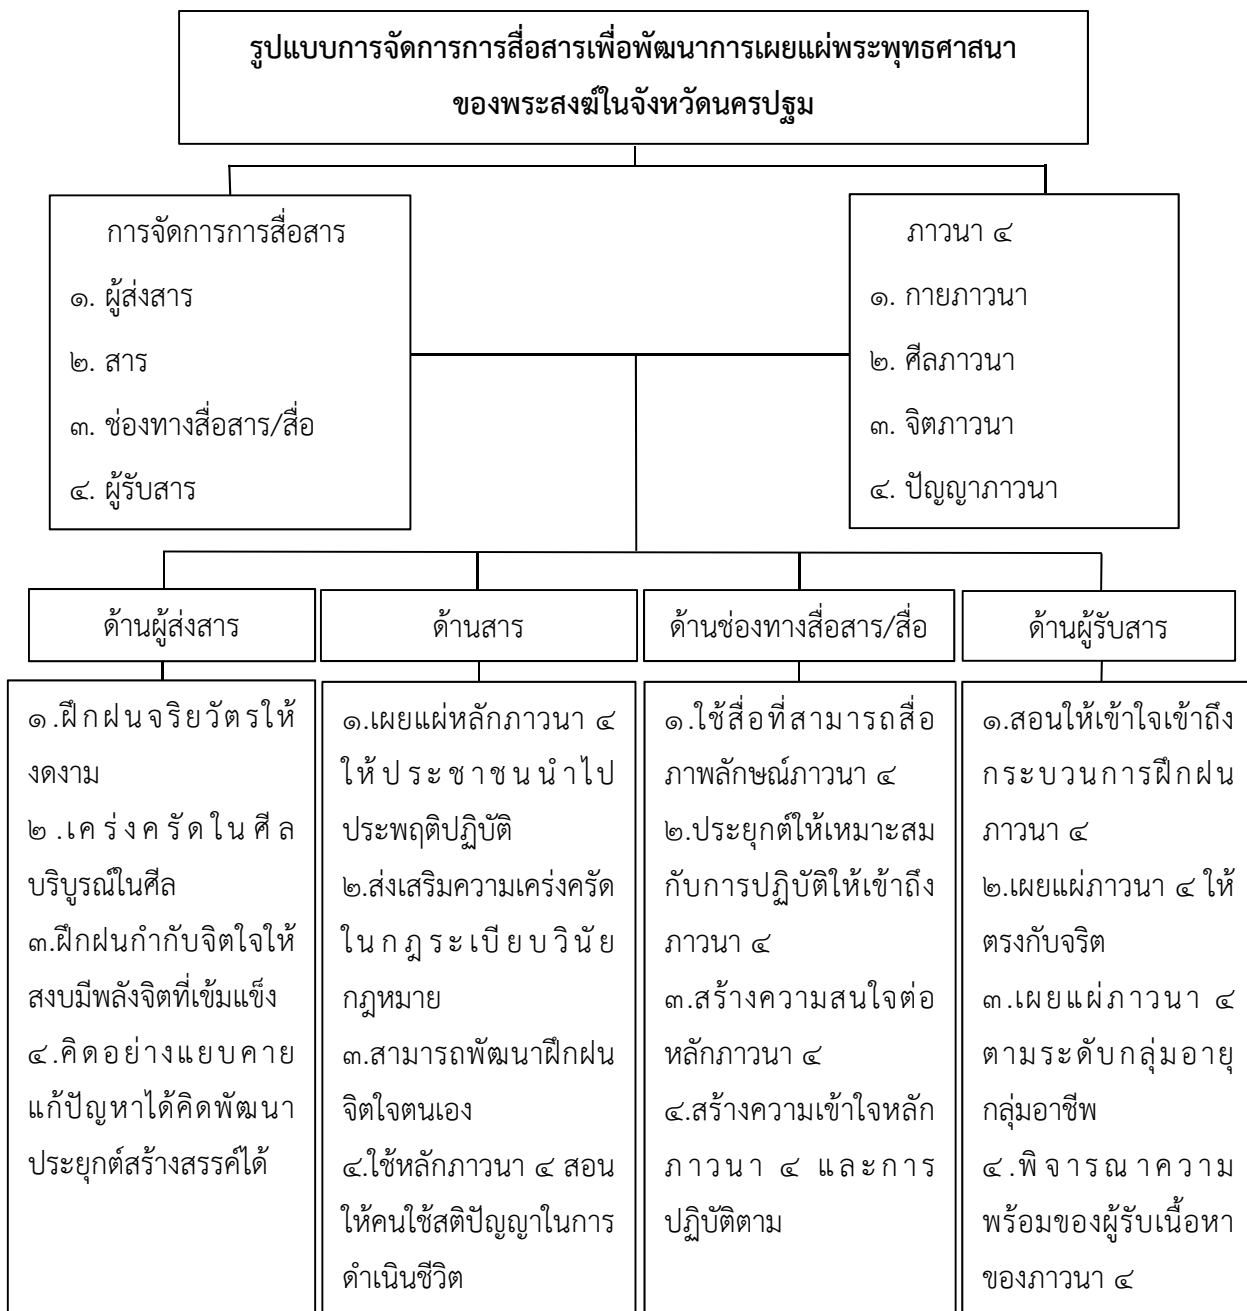 รูปแบบการจัดการการสื่อสารเพื่อพัฒนาการเผยแผ่พระพุทธศาสนา
ของพระสงฆ์ในจังหวัดนครปฐม
การจัดการการสื่อสาร
๑. ผู้ส่งสาร
๒. สาร
๓. ช่องทางสื่อสาร/สื่อ
๔. ผู้รับสาร
ภาวนา ๔
๑. กายภาวนา
๒. ศีลภาวนา
๓. จิตภาวนา
๔. ปัญญาภาวนา
ด้านผู้ส่งสาร
๑.ฝึกฝนจริยวัตรให้
งดงาม
๒.เคร่งครัดในศีล
บริบูรณ์ในศีล
๓.ฝึกฝนกำกับจิตใจให้
สงบมีพลังจิตที่เข้มแข็ง
๔.คิดอย่างแยบคาย
แก้ปัญหาได้คิดพัฒนา
ประยุกต์สร้างสรรค์ได้
ด้านสาร
๑.เผยแผ่หลักภาวนา ๔
ให้ประชาชนนำไป
ประพฤติปฏิบัติ
๒.ส่งเสริมความเคร่งครัด
ในกฎระเบียบวินัย
กฎหมาย
๓.สามารถพัฒนาฝึกฝน
จิตใจตนเอง
๔.ใช้หลักภาวนา ๔ สอน
ให้คนใช้สติปัญญาในการ
ดำเนินชีวิต
ด้านช่องทางสื่อสาร/สื่อ
๑.ใช้สื่อที่สามารถสื่อ
ภาพลักษณ์ภาวนา ๔
๒.ประยุกต์ให้เหมาะสม
กับการปฏิบัติให้เข้าถึง
ภาวนา ๔
๓.สร้างความสนใจต่อ
หลักภาวนา ๔
๔.สร้างความเข้าใจหลัก
ภาวนา ๔ และการ
ปฏิบัติตาม
ด้านผู้รับสาร
๑.สอนให้เข้าใจเข้าถึง
กระบวนการฝึกฝน
ภาวนา ๔
๒.เผยแผ่ภาวนา ๔ ให้
ตรงกับจริต
๓.เผยแผ่ภาวนา ๔
ตามระดับกลุ่มอายุ
กลุ่มอาชีพ
๔.พิจารณาความ
พร้อมของผู้รับเนื้อหา
ของภาวนา ๔